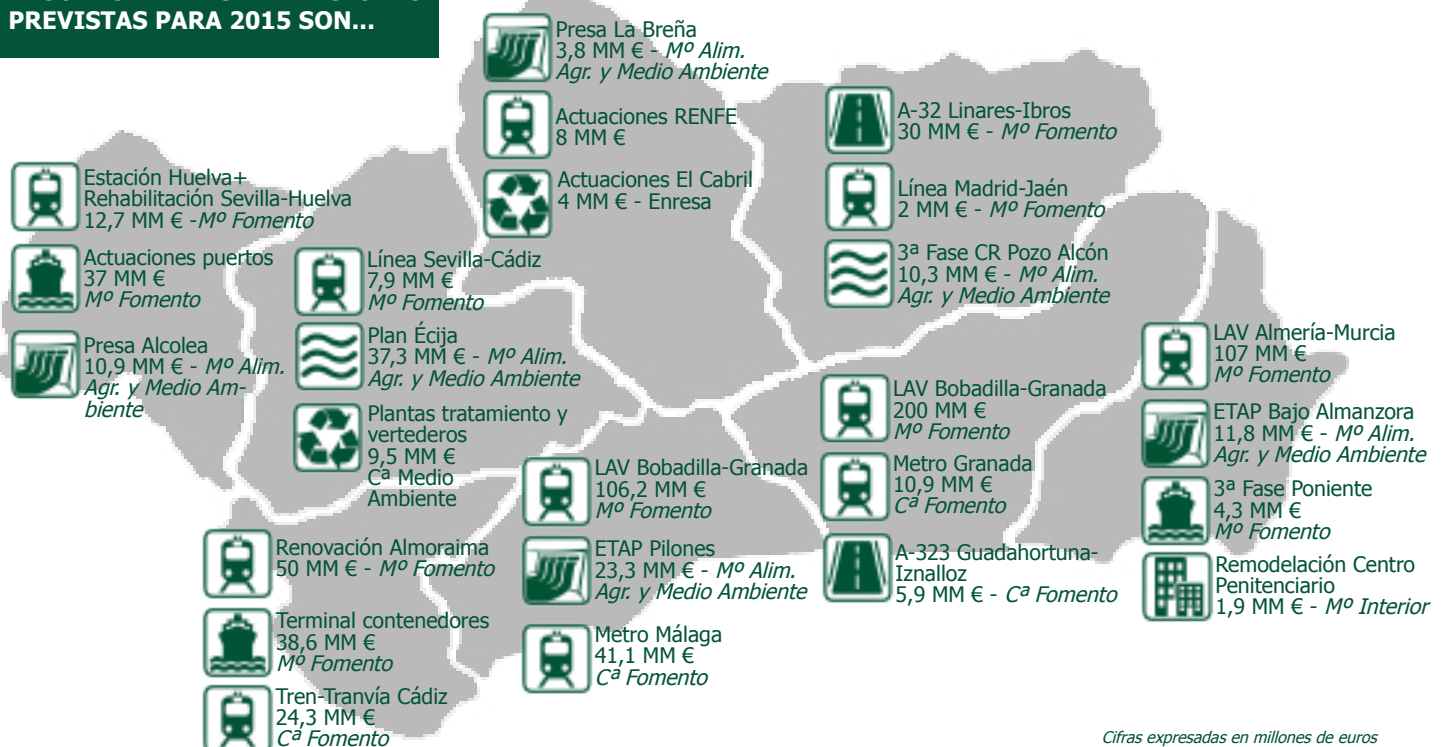 PREVISTAS PARA 2015 SON...
Presa La Breña
3,8 MM € - Mº Alim.
Agr. y Medio Ambiente
Actuaciones RENFE
8 MM €
Actuaciones El Cabril
4 MM € - Enresa
A-32 Linares-Ibros
30 MM € - Mº Fomento
Línea Madrid-Jaén
2 MM € - Mº Fomento
3ª Fase CR Pozo Alcón
10,3 MM € - Mº Alim.
Agr. y Medio Ambiente
Estación Huelva+
Rehabilitación Sevilla-Huelva
12,7 MM € -Mº Fomento
Actuaciones puertos
37 MM €
Mº Fomento
Presa Alcolea
10,9 MM € - Mº Alim.
Agr. y Medio Am-
biente
Línea Sevilla-Cádiz
7,9 MM €
Mº Fomento
Plan Écija
37,3 MM € - Mº Alim.
Agr. y Medio Ambiente
Plantas tratamiento y
vertederos
9,5 MM €
Cª Medio
Ambiente
LAV Bobadilla-Granada
106,2 MM €
Mº Fomento
ETAP Pilones
23,3 MM € - Mº Alim.
Agr. y Medio Ambiente
Metro Málaga
41,1 MM €
Cª Fomento
LAV Bobadilla-Granada
200 MM €
Mº Fomento
Metro Granada
10,9 MM €
Cª Fomento
A-323 Guadahortuna-
Iznalloz
5,9 MM € - Cª Fomento
LAV Almería-Murcia
107 MM €
Mº Fomento
ETAP Bajo Almanzora
11,8 MM € - Mº Alim.
Agr. y Medio Ambiente
3ª Fase Poniente
4,3 MM €
Mº Fomento
Remodelación Centro
Penitenciario
1,9 MM € - Mº Interior
Renovación Almoraima
50 MM € - Mº Fomento
Terminal contenedores
38,6 MM €
Mº Fomento
Tren-Tranvía Cádiz
24,3 MM €
Cª Fomento
Cifras expresadas en millones de euros